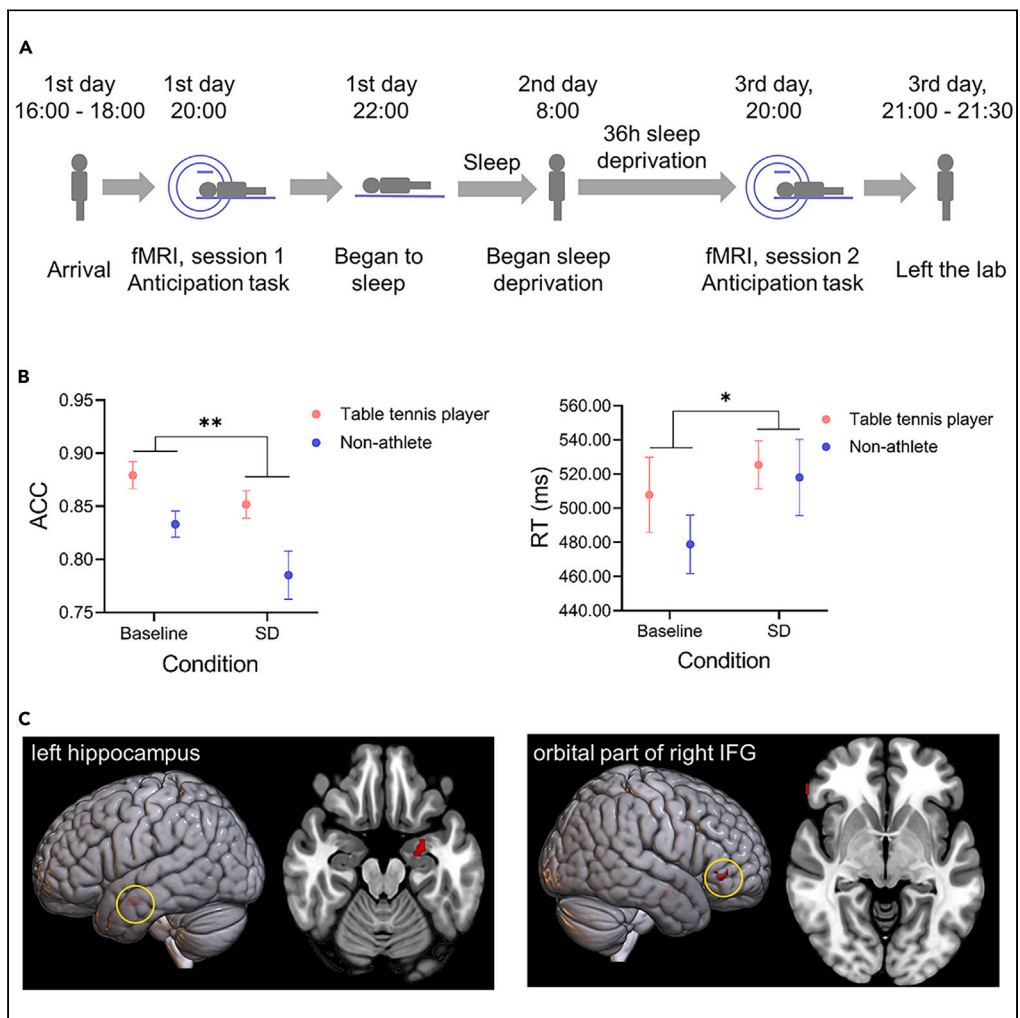 A
1st day
16:00 - 18:00
1st day
20:00
1st day
22:00
2nd day
8:00
3rd day,
20:00
3rd day,
21:00 - 21:30
Sleep
36h sleep
deprivation
Arrival
fMRI, session 1
Anticipation task
Began to
sleep
Began sleep
deprivation
fMRI, session 2
Anticipation task
Left the lab
B
ACC
0.95
0.90
0.85
0.80
0.75
**
Table tennis player
Non-athlete
Baseline
SD
Condition
RT (ms)
560.00
540.00
520.00
500.00
480.00
460.00
440.00
*
Table tennis player
Non-athlete
Baseline
SD
Condition
C
left hippocampus
orbital part of right IFG